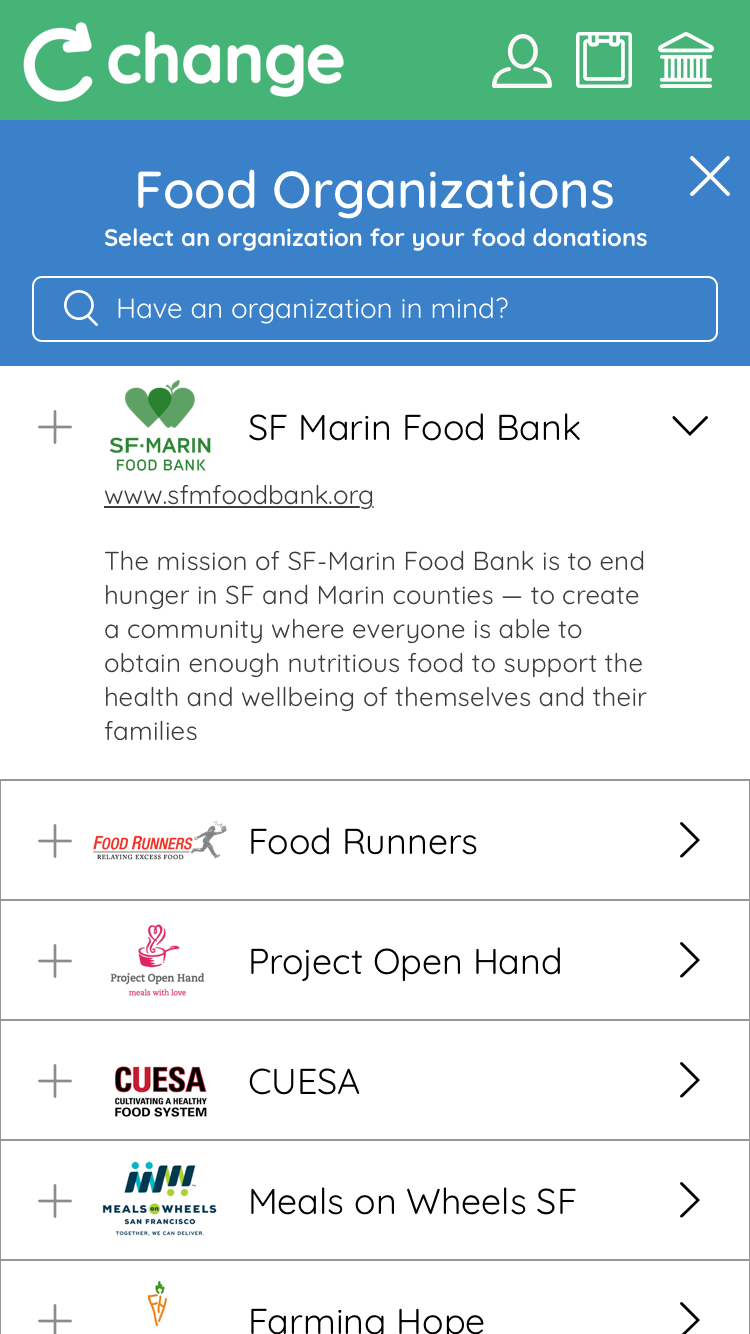 change
Food Organizations
Select an organization for your food donations
Have an organization in mind?
SF·MARIN
FOOD BANK
SF Marin Food Bank
www.sfmfoodbank.org
The mission of SF-Marin Food Bank is to end
hunger in SF and Marin counties — to create
a community where everyone is able to
obtain enough nutritious food to support the
health and wellbeing of themselves and their
families
FOOD RUNNERS
RELAYING EXCESS FOOD
Food Runners
Project Open Hand
meals with love
Project Open Hand
CUESA
CULTIVATING A HEALTHY
FOOD SYSTEM
CUESA
MEALS on WHEELS
SAN FRANCISCO
TOGETHER, WE CAN DELIVER.
Meals on Wheels SF
FH
Farming Hope